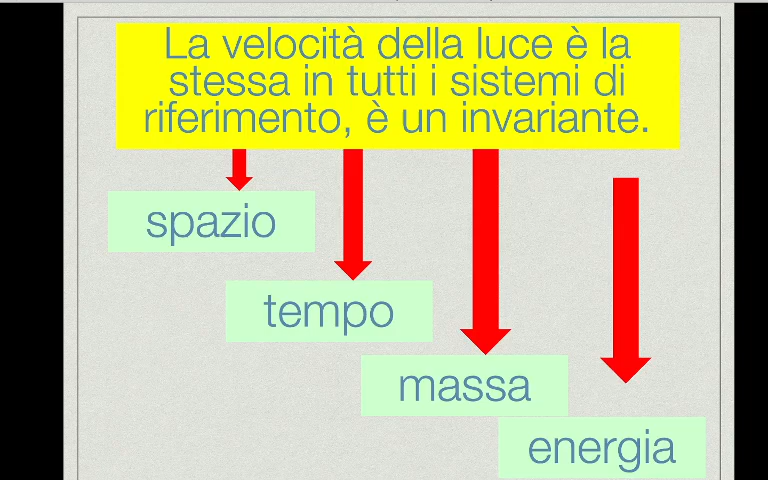 La velocità della luce è la
stessa in tutti i sistemi di
riferimento, è un invariante.
spazio
tempo
massa
energia